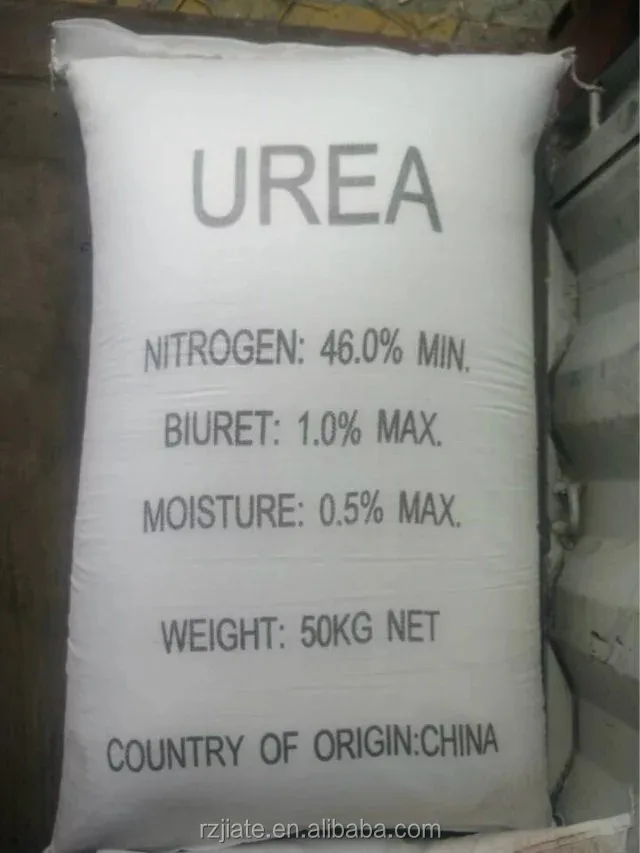 UREA
NITROGEN: 46.0% MIN.
BIURET: 1.0% MAX.
MOISTURE: 0.5% MAX.
WEIGHT: 50KG NET
COUNTRY OF ORIGIN:CHINA
rzjiate.en.alibaba.com